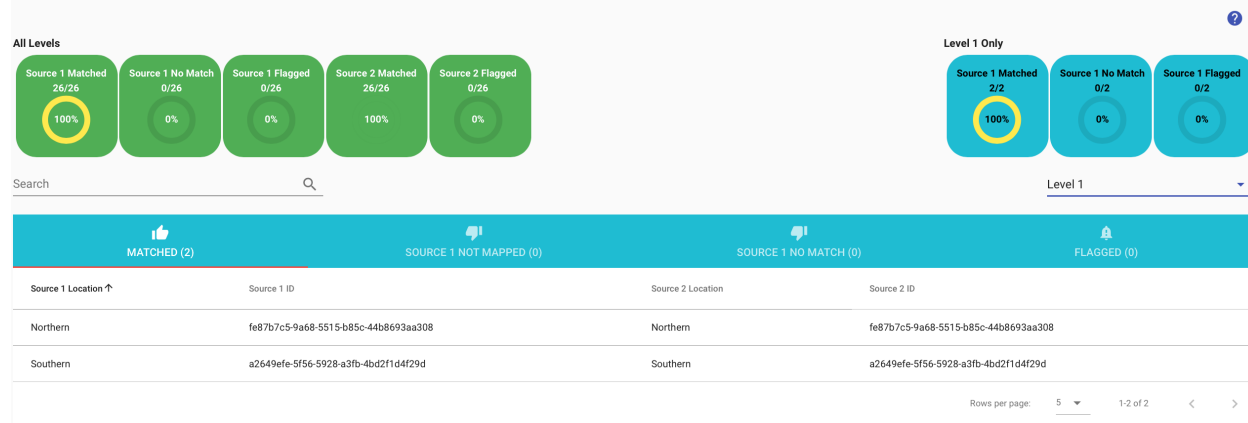 ?
All Levels
Level 1 Only
Source 1 Matched
26/26
100%
Source 1 No Match
0/26
0%
Source 1 Flagged
0/26
0%
Source 2 Matched
26/26
100%
Source 2 Flagged
0/26
0%
Source 1 Matched
2/2
100%
Source 1 No Match
0/2
0%
Source 1 Flagged
0/2
0%
Search
Level 1
MATCHED (2)
SOURCE 1 NOT MAPPED (0)
SOURCE 1 NO MATCH (0)
FLAGGED (0)
Source 1 Location Source 1 ID Source 2 Location Source 2 ID
Northern fe87b7c5-9a68-5515-b85c-44b8693aa308 Northern fe87b7c5-9a68-5515-b85c-44b8693aa308
Southern a2649efe-5f56-5928-a3fb-4bd2f1d4f29d Southern a2649efe-5f56-5928-a3fb-4bd2f1d4f29d
Rows per page: 5 1-2 of 2